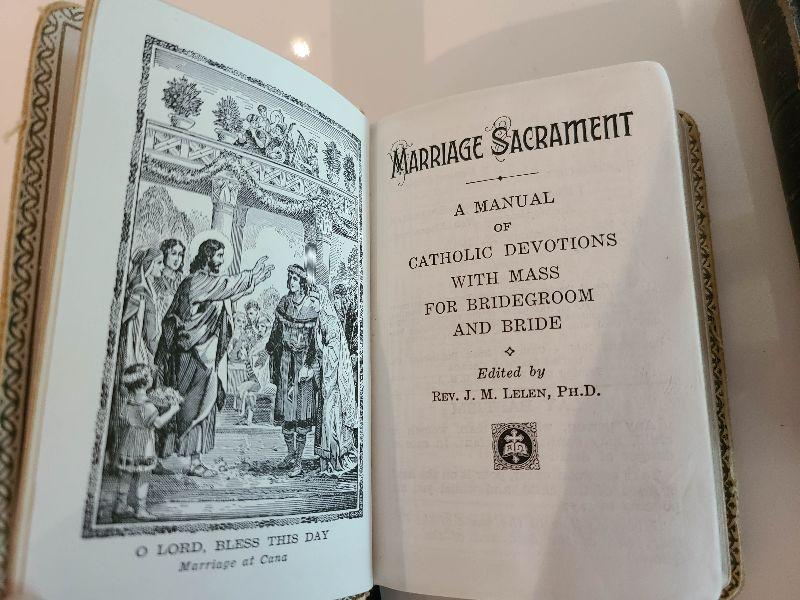 O LORD, BLESS THIS DAY
Marriage at Cana
MARRIAGE SACRAMENT
A MANUAL
OF
CATHOLIC DEVOTIONS
WITH MASS
FOR BRIDEGROOM
AND BRIDE
Edited by
REV. J. M. LELEN, PH.D.